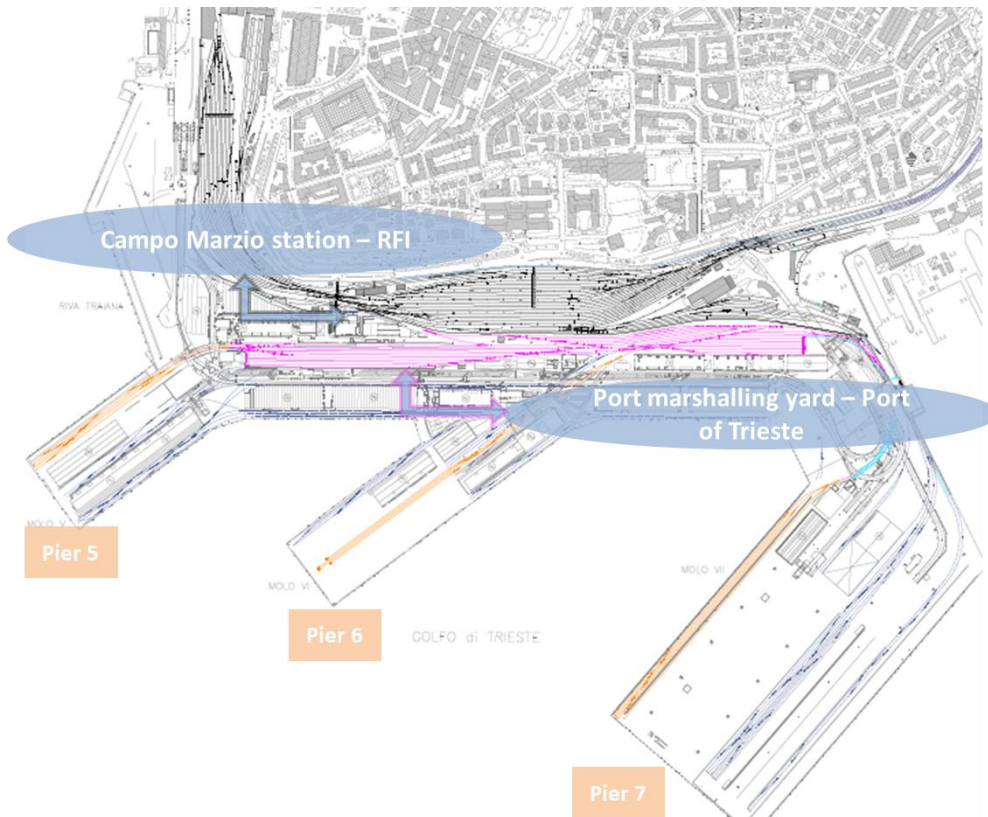 Campo Marzio station – RFI
RIVA TRAIANA
Port marshalling yard – Port
of Trieste
MOLO V
Pier 5
MOLO VI
MOLO VII
Pier 6
GOLFO di TRIESTE
Pier 7